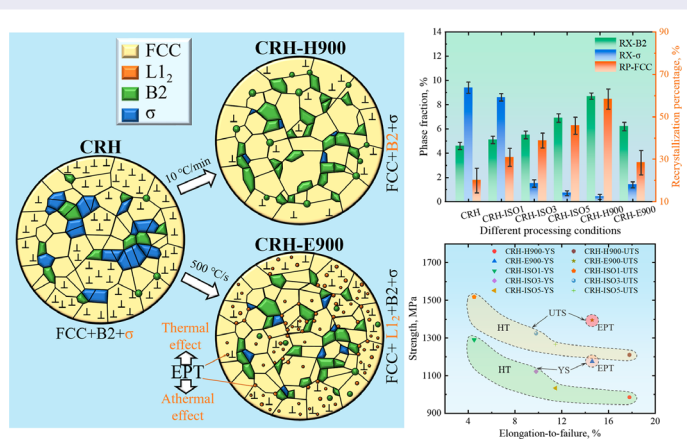 FCC
L1₂
B2
σ
CRH
FCC+B2+σ
10 °C/min
500 °C/s
CRH-H900
FCC+B2+σ
CRH-E900
FCC+ L1₂+B2+σ
Thermal
effect
EPT
Athermal
effect
RX-B2
RX-σ
RP-FCC
Phase fraction, %
14
12
10
8
6
4
2
0
Recrystallization percentage, %
90
70
50
30
10
CRH
CRH-ISO1
CRH-ISO3
CRH-ISO5
CRH-H900
CRH-E900
Different processing conditions
CRH-H900-YS
CRH-E900-YS
CRH-ISO1-YS
CRH-ISO3-YS
CRH-ISO5-YS
CRH-H900-UTS
CRH-E900-UTS
CRH-ISO1-UTS
CRH-ISO3-UTS
CRH-ISO5-UTS
Strength, MPa
1700
1500
1300
1100
900
HT
UTS
EPT
HT
YS
EPT
0 4 8 12 16 20
Elongation-to-failure, %